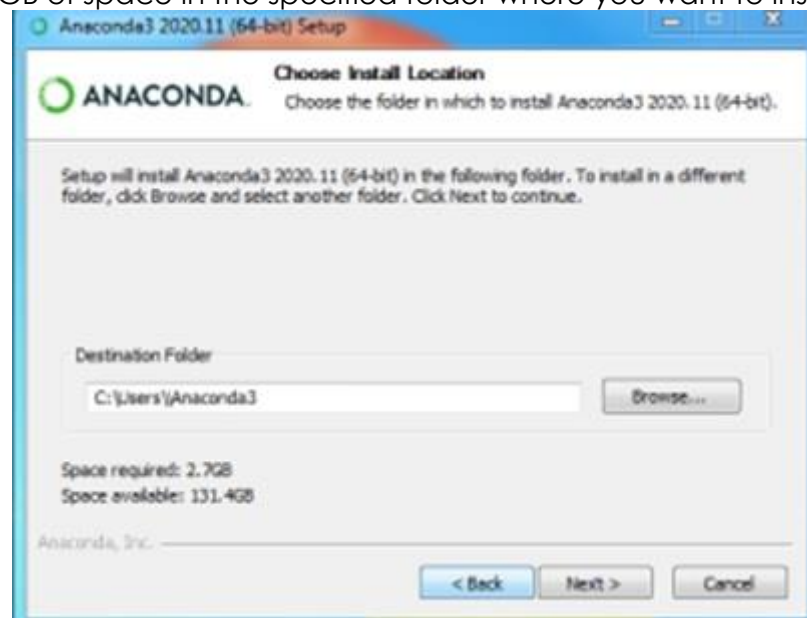 GB of space in the specified folder where you want to ins
Anaconda3 2020.11 (64-bit) Setup
ANACONDA.
Choose Install Location
Choose the folder in which to install Anaconda3 2020.11 (64-bit).
Setup will install Anaconda3 2020.11 (64-bit) in the following folder. To install in a different
folder, click Browse and select another folder. Click Next to continue.
Destination Folder
C:\Users\\Anaconda3
Browse...
Space required: 2.7GB
Space available: 131.4GB
Anaconda, Inc.
< Back
Next >
Cancel